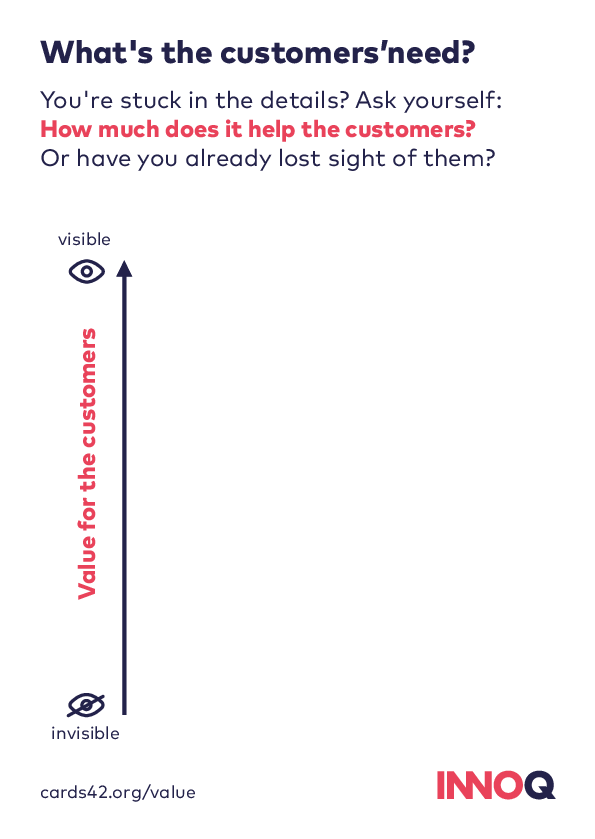 What's the customers’need?
You're stuck in the details? Ask yourself:
How much does it help the customers?
Or have you already lost sight of them?
visible
Value for the customers
invisible
cards42.org/value
INNOQ